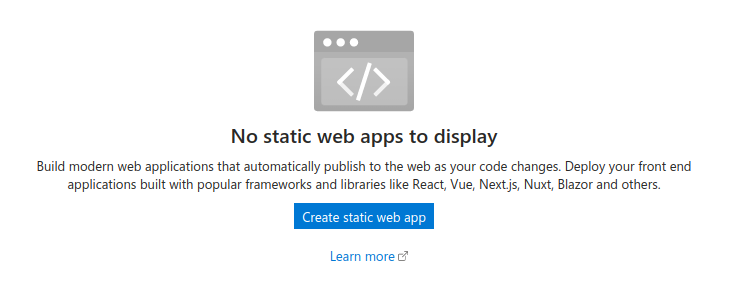 </>
No static web apps to display
Build modern web applications that automatically publish to the web as your code changes. Deploy your front end
applications built with popular frameworks and libraries like React, Vue, Next.js, Nuxt, Blazor and others.
Create static web app
Learn more